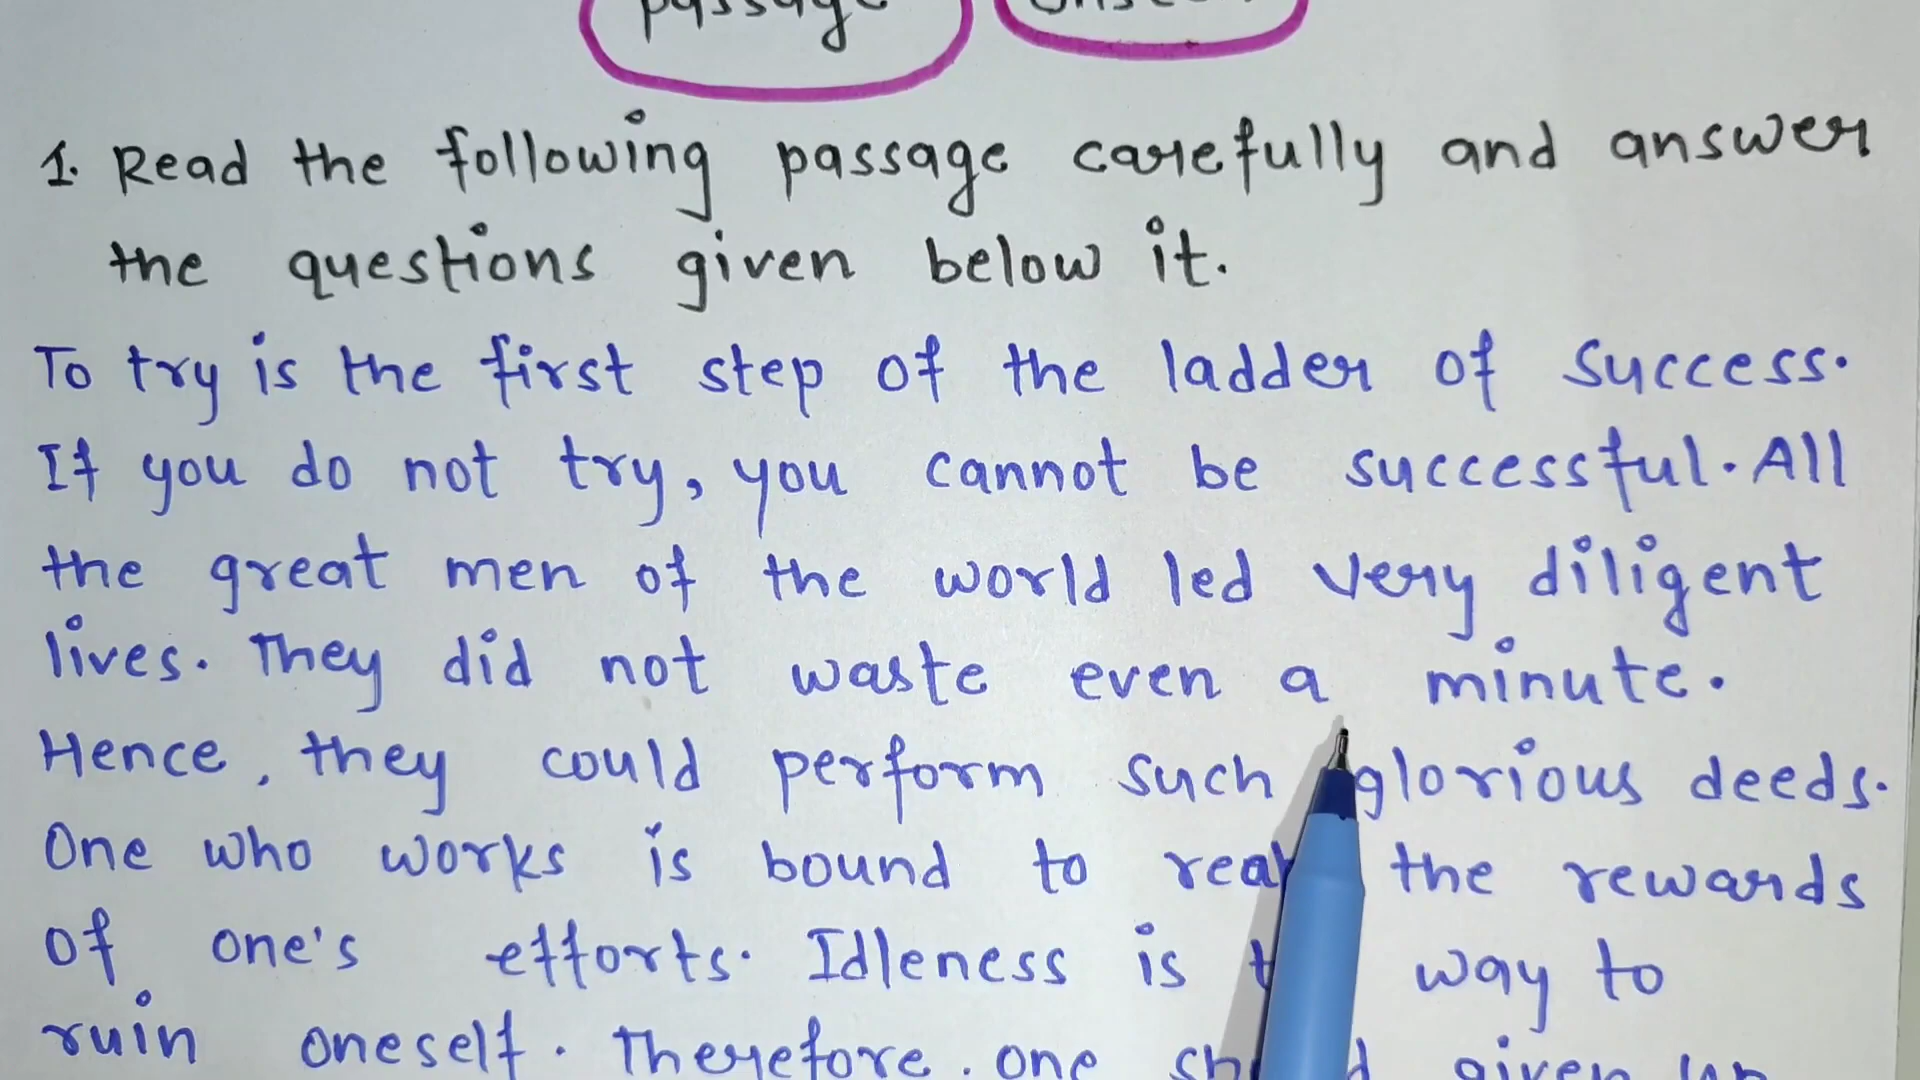 passage
1. Read the following passage carefully and answer
the questions given below it.
To try is the first step of the ladder of success.
If you do not try, you cannot be successful. All
the great men of the world led very diligent
lives. They did not waste even a minute.
Hence, they could perform such glorious deeds.
One who works is bound to reap the rewards
of one's efforts. Idleness is way to
ruin oneself. Therefore, one given up